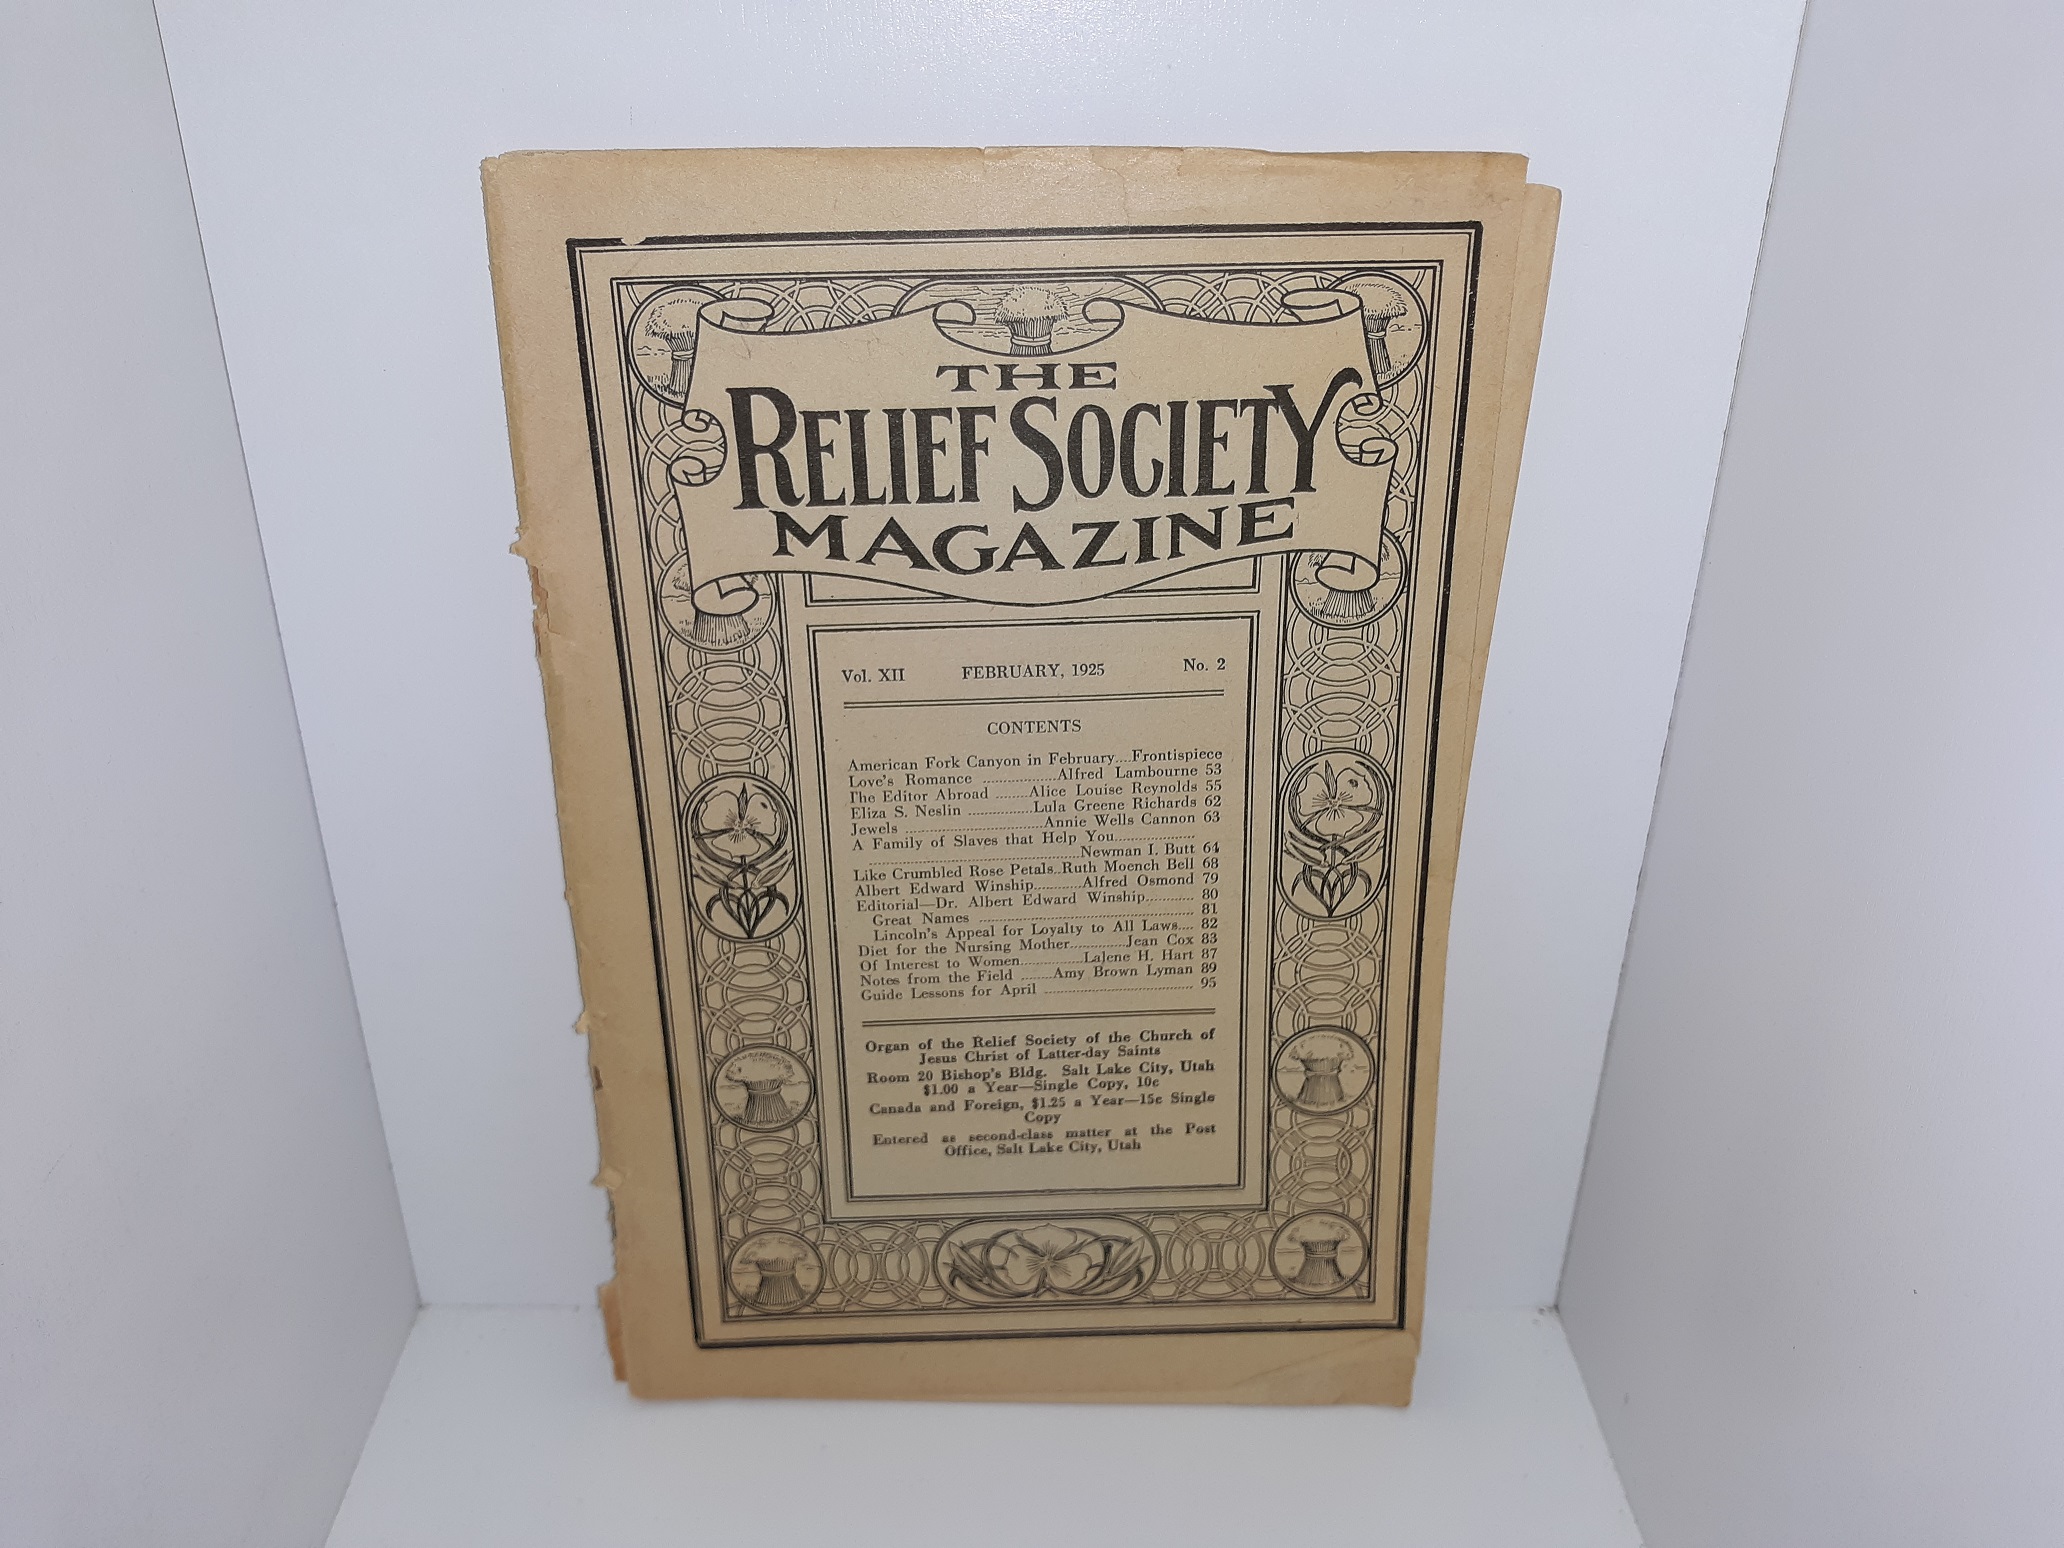 THE
RELIEF SOCIETY
MAGAZINE
Vol. XII FEBRUARY, 1925 No. 2
CONTENTS
American Fork Canyon in February....Frontispiece
Love's Romance ..................Alfred Lambourne 53
The Editor Abroad ........Alice Louise Reynolds 55
Eliza S. Neslin ................Lula Greene Richards 62
Jewels ..................................Annie Wells Cannon 63
A Family of Slaves that Help You....................
....................................................Newman I. Butt 64
Like Crumbled Rose Petals..Ruth Moench Bell 68
Albert Edward Winship............Alfred Osmond 79
Editorial—Dr. Albert Edward Winship............ 80
Great Names ...................................................... 81
Lincoln's Appeal for Loyalty to All Laws.... 82
Diet for the Nursing Mother..............Jean Cox 83
Of Interest to Women................LaJene H. Hart 87
Notes from the Field ........Amy Brown Lyman 89
Guide Lessons for April ..................................... 95
Organ of the Relief Society of the Church of
Jesus Christ of Latter-day Saints
Room 20 Bishop's Bldg. Salt Lake City, Utah
$1.00 a Year—Single Copy, 10c
Canada and Foreign, $1.25 a Year—15c Single
Copy
Entered as second-class matter at the Post
Office, Salt Lake City, Utah